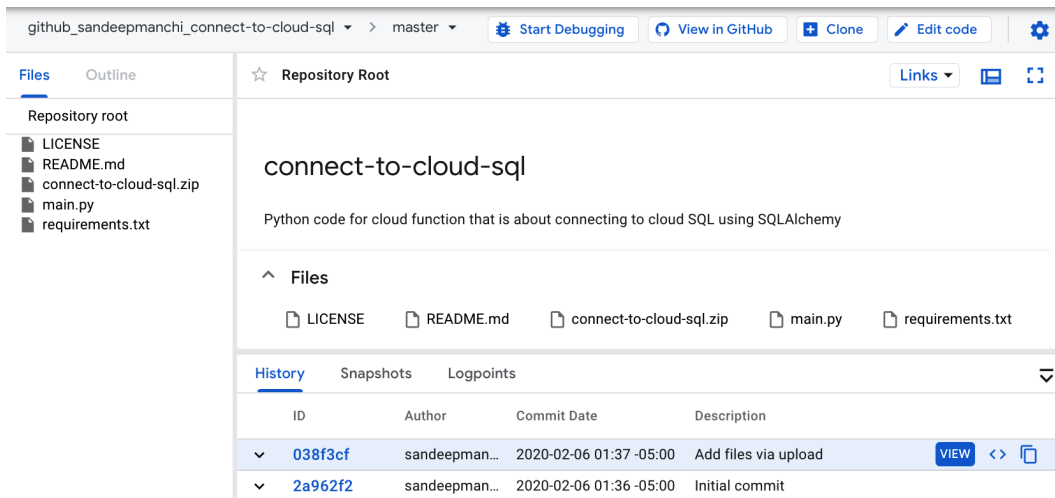 github_sandeepmanchi_connect-to-cloud-sql > master Start Debugging View in GitHub Clone Edit code
Files Outline
Repository root
LICENSE
README.md
connect-to-cloud-sql.zip
main.py
requirements.txt
Repository Root Links
connect-to-cloud-sql
Python code for cloud function that is about connecting to cloud SQL using SQLAlchemy
Files
LICENSE README.md connect-to-cloud-sql.zip main.py requirements.txt
History Snapshots Logpoints
ID Author Commit Date Description
038f3cf sandeepman... 2020-02-06 01:37 -05:00 Add files via upload VIEW <>
2a962f2 sandeepman... 2020-02-06 01:36 -05:00 Initial commit